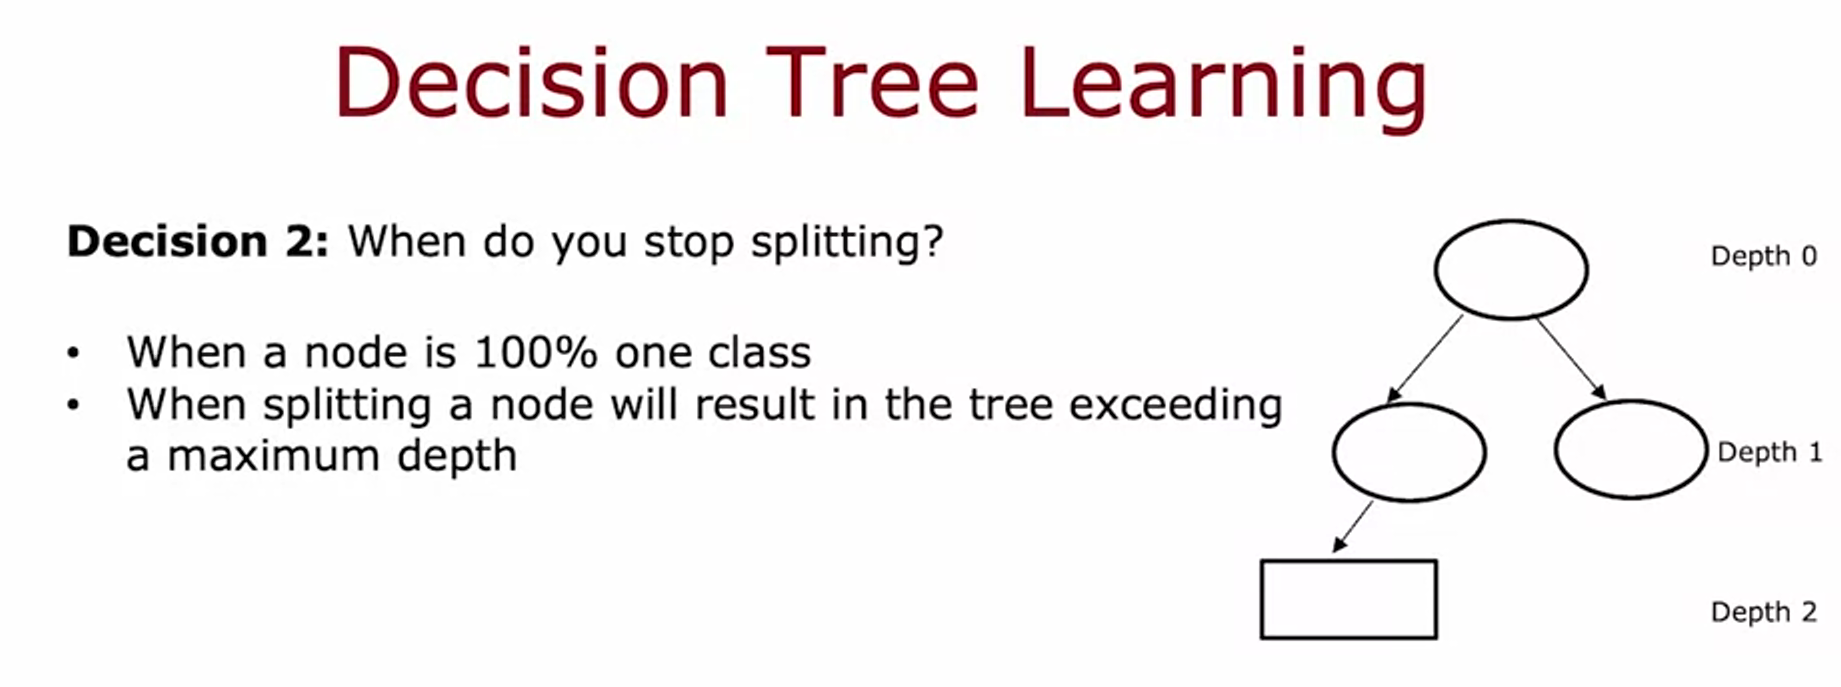 Decision Tree Learning
Decision 2: When do you stop splitting?
• When a node is 100% one class
• When splitting a node will result in the tree exceeding
a maximum depth
Depth 0
Depth 1
Depth 2